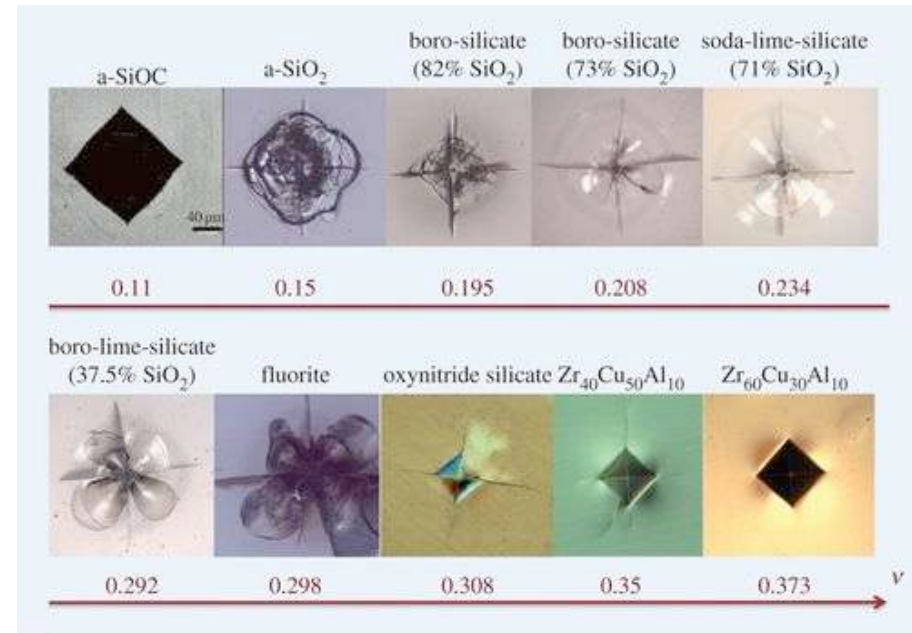 a-SiOC
a-SiO₂
boro-silicate
(82% SiO₂)
boro-silicate
(73% SiO₂)
soda-lime-silicate
(71% SiO₂)
40 µm
0.11 0.15 0.195 0.208 0.234
boro-lime-silicate
(37.5% SiO₂)
fluorite
oxynitride silicate
Zr₄₀Cu₅₀Al₁₀
Zr₆₀Cu₃₀Al₁₀
0.292 0.298 0.308 0.35 0.373
ν